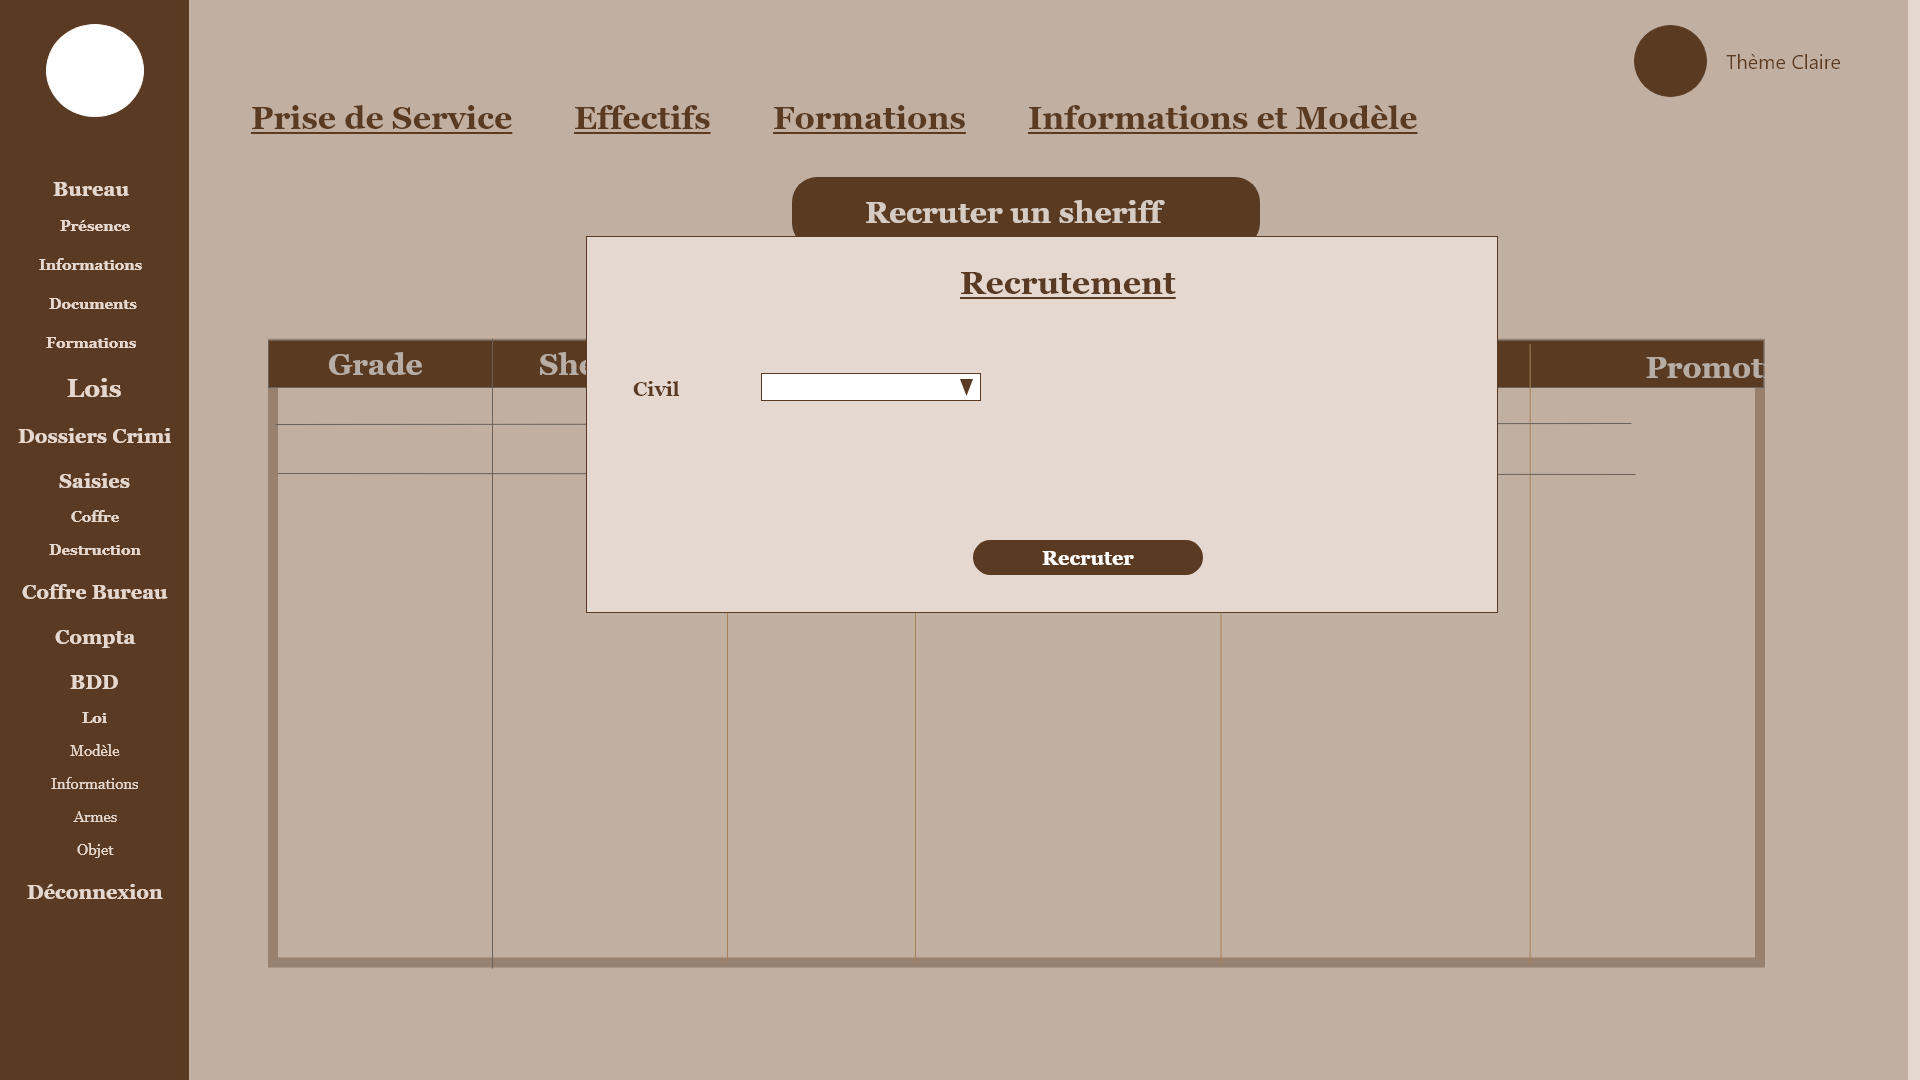 Thème Claire
Prise de Service
Effectifs
Formations
Informations et Modèle
Bureau
Présence
Informations
Documents
Formations
Lois
Dossiers Crimi
Saisies
Coffre
Destruction
Coffre Bureau
Compta
BDD
Loi
Modèle
Informations
Armes
Objet
Déconnexion
Recruter un sheriff
Recrutement
Grade
She
Promot
Civil
Recruter